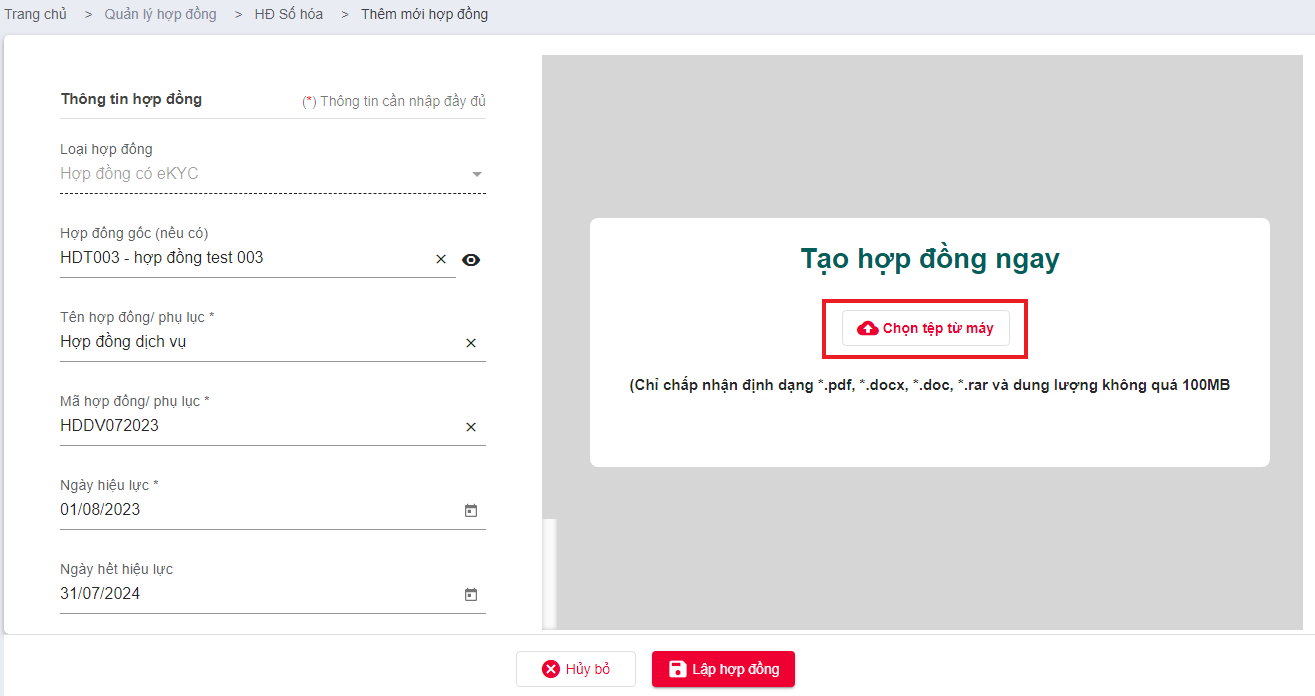 Trang chủ > Quản lý hợp đồng > HĐ Số hóa > Thêm mới hợp đồng
Thông tin hợp đồng
(*) Thông tin cần nhập đầy đủ
Loại hợp đồng
Hợp đồng có eKYC
Hợp đồng gốc (nếu có)
HDT003 - hợp đồng test 003
Tên hợp đồng/ phụ lục *
Hợp đồng dịch vụ
Mã hợp đồng/ phụ lục *
HDDV072023
Ngày hiệu lực *
01/08/2023
Ngày hết hiệu lực
31/07/2024
Tạo hợp đồng ngay
Chọn tệp từ máy
(Chỉ chấp nhận định dạng *.pdf, *.docx, *.doc, *.rar và dung lượng không quá 100MB
Hủy bỏ
Lập hợp đồng